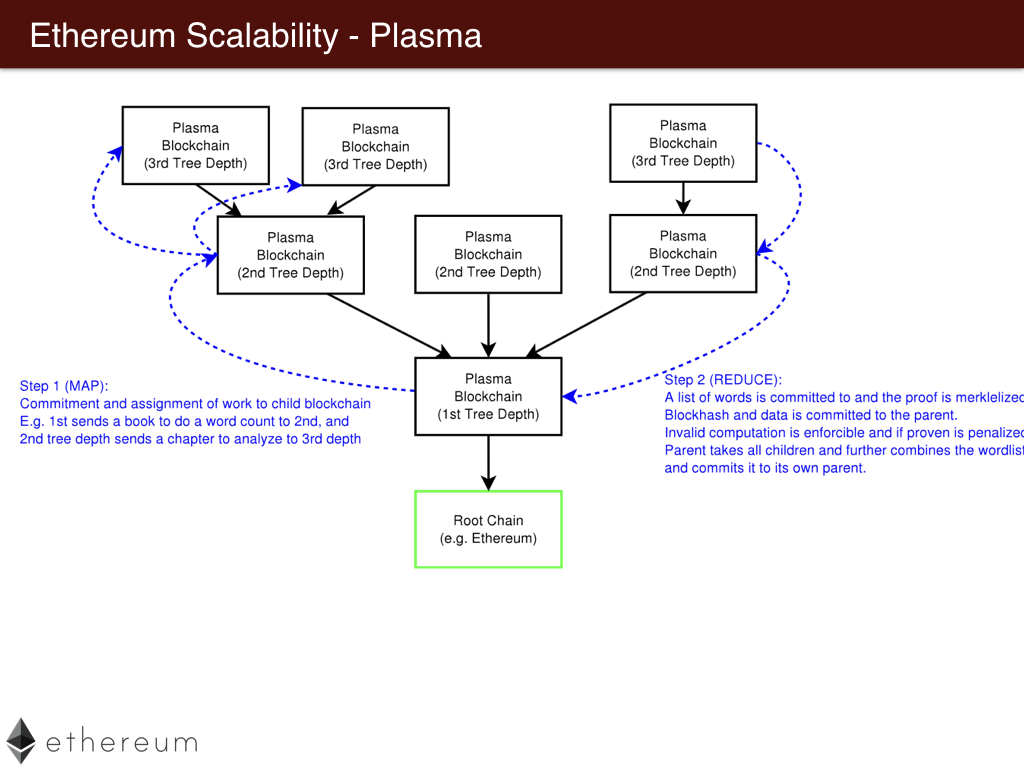 Ethereum Scalability - Plasma
Plasma
Blockchain
(3rd Tree Depth)
Plasma
Blockchain
(3rd Tree Depth)
Plasma
Blockchain
(3rd Tree Depth)
Plasma
Blockchain
(2nd Tree Depth)
Plasma
Blockchain
(2nd Tree Depth)
Plasma
Blockchain
(2nd Tree Depth)
Plasma
Blockchain
(1st Tree Depth)
Step 1 (MAP):
Commitment and assignment of work to child blockchain
E.g. 1st sends a book to do a word count to 2nd, and
2nd tree depth sends a chapter to analyze to 3rd depth
Step 2 (REDUCE):
A list of words is committed to and the proof is merklelized
Blockhash and data is committed to the parent.
Invalid computation is enforcible and if proven is penalized
Parent takes all children and further combines the wordlist
and commits it to its own parent.
Root Chain
(e.g. Ethereum)
ethereum